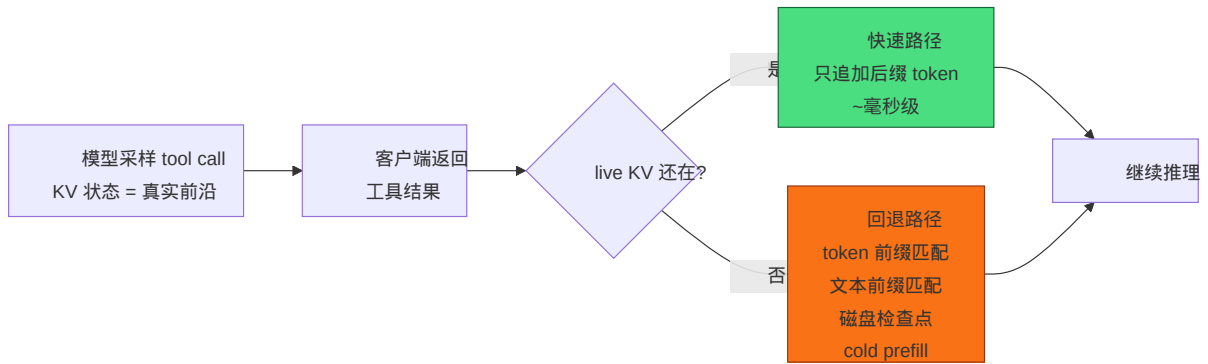 模型采样 tool call
KV 状态 = 真实前沿
客户端返回
工具结果
live KV 还在?
是
快速路径
只追加后缀 token
~毫秒级
否
回退路径
token 前缀匹配
文本前缀匹配
磁盘检查点
cold prefill
继续推理